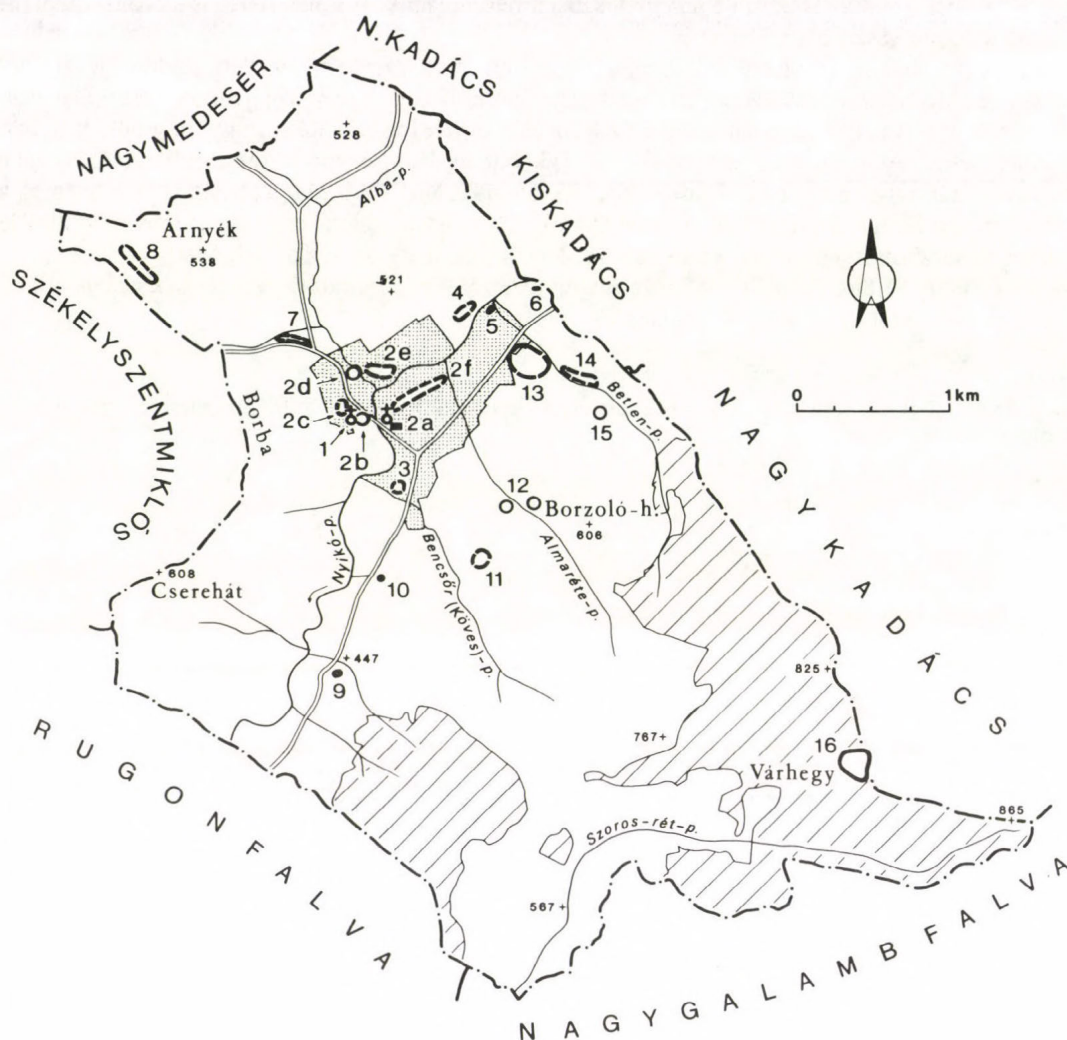 N. KADÁCS
NAGYMEDESÉR
528
Alba-p.
KISKADÁCS
Árnyék
8
538
521
SZÉKELYSZENTMIKLÓS
4
5
6
7
2e
2f
2d
13
14
Betlen-p.
NAGYKADÁCS
0
1km
Borba
2c
2a
15
1
2b
3
12
Borzoló-h.
606
Nyikó-p.
Bencsőr (Köves)-p.
Almaréte-p.
11
608
Cserehát
10
447
9
825
767
16
Várhegy
RUGONFALVA
865
Szoros-rét-p.
567
NAGYGALAMBFALVA